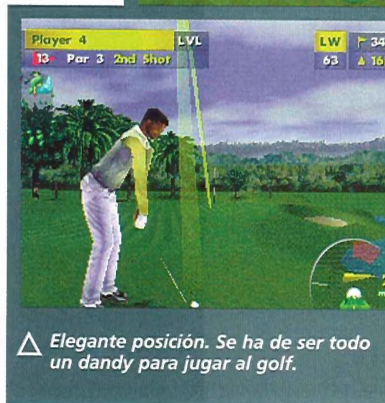 Player 4 LVL LW 34
13 Par 3 2nd Shot 63 16
Elegante posición. Se ha de ser todo
un dandy para jugar al golf.